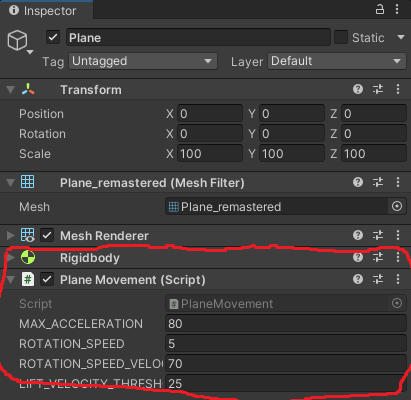 Inspector
Plane Static
Tag Untagged Layer Default
Transform
Position X 0 Y 0 Z 0
Rotation X 0 Y 0 Z 0
Scale X 100 Y 100 Z 100
Plane_remastered (Mesh Filter)
Mesh Plane_remastered
Mesh Renderer
Rigidbody
Plane Movement (Script)
Script PlaneMovement
MAX_ACCELERATION 80
ROTATION_SPEED 5
ROTATION_SPEED_VELO 70
LIFT_VELOCITY_THRESH 25